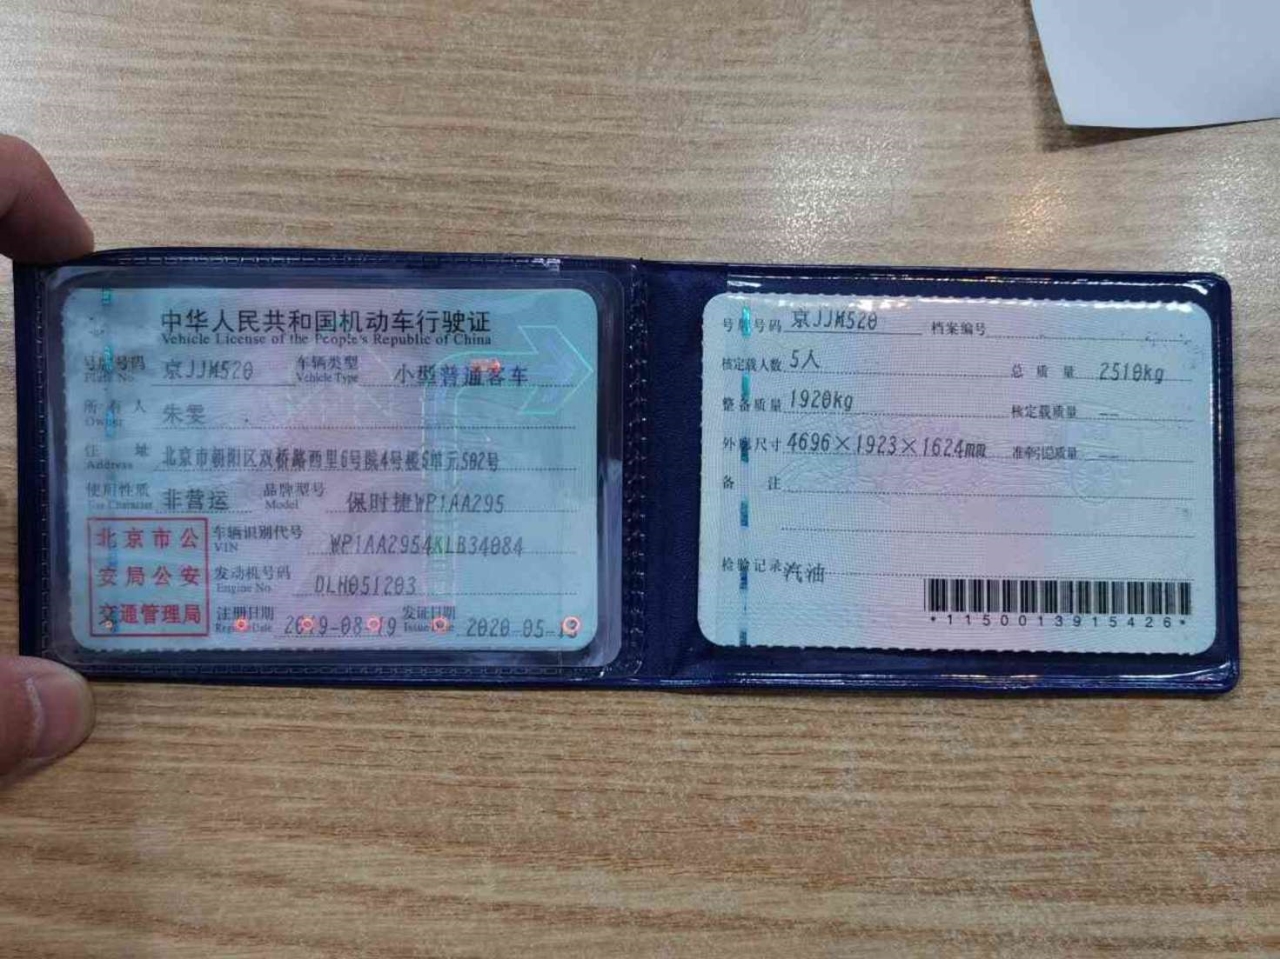 中华人民共和国机动车行驶证
Vehicle License of the People's Republic of China
号牌号码 京JJM520 车辆类型 小型普通客车
Plate No. Vehicle Type
所有人 朱雯
Owner
住 址 北京市朝阳区双桥路西里6号院4号楼6单元502号
Address
使用性质 非营运 品牌型号 保时捷WP1AA295
Use Character Model
北京市公
安局公安
交通管理局
车辆识别代号 WP1AA2954KLB34084
VIN
发动机号码 DLH051203
Engine No.
注册日期 2019-08-19 发证日期 2020-05-
Register Date Issue Date
号牌号码 京JJM520 档案编号
核定载人数 5人 总 质 量 2510kg
整备质量 1920kg 核定载质量 --
外廓尺寸 4696×1923×1624mm 准牵引总质量 --
备 注
检验记录 汽油
*1150013915426*